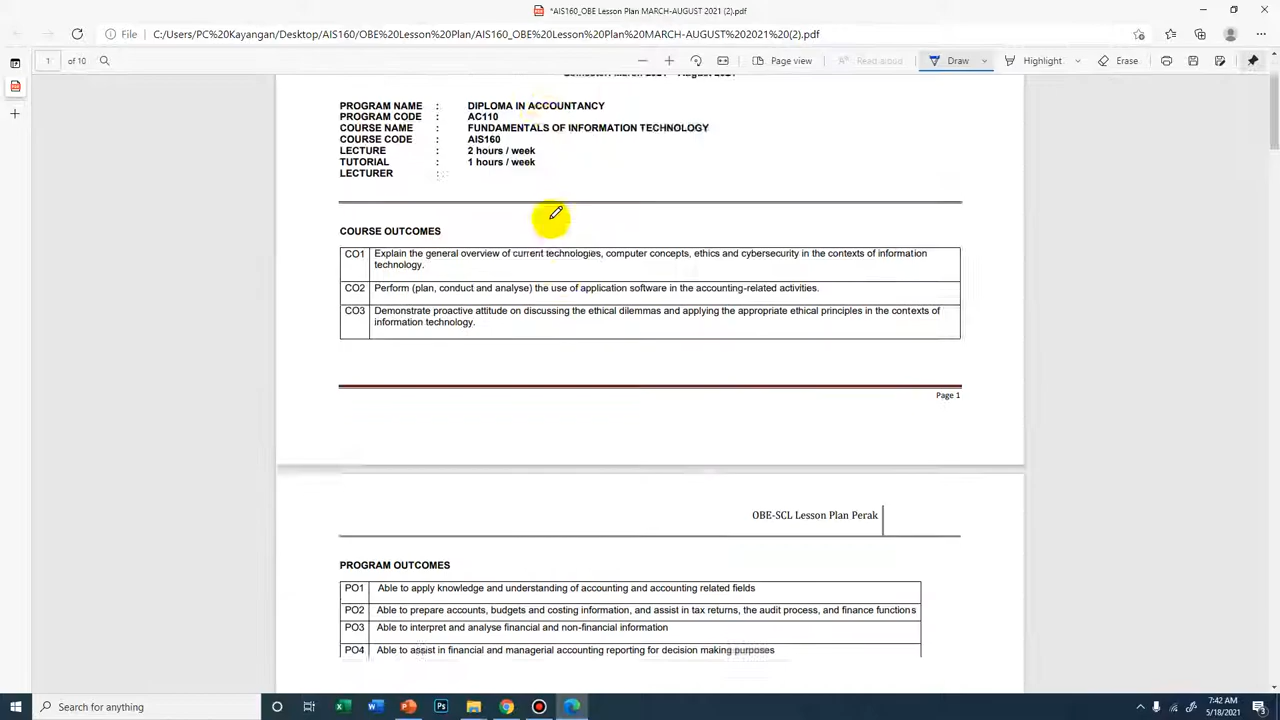 *AIS160_OBE Lesson Plan MARCH-AUGUST 2021 (2).pdf
File C:/Users/PC%20Kayangan/Desktop/AIS160/OBE%20Lesson%20Plan/AIS160_OBE%20Lesson%20Plan%20MARCH-AUGUST%202021%20(2).pdf
1 of 10 Page view Read aloud Draw Highlight Erase
Semester: March 2021 - August 2021
PROGRAM NAME : DIPLOMA IN ACCOUNTANCY
PROGRAM CODE : AC110
COURSE NAME : FUNDAMENTALS OF INFORMATION TECHNOLOGY
COURSE CODE : AIS160
LECTURE : 2 hours / week
TUTORIAL : 1 hours / week
LECTURER :
COURSE OUTCOMES
CO1 Explain the general overview of current technologies, computer concepts, ethics and cybersecurity in the contexts of information
technology.
CO2 Perform (plan, conduct and analyse) the use of application software in the accounting-related activities.
CO3 Demonstrate proactive attitude on discussing the ethical dilemmas and applying the appropriate ethical principles in the contexts of
information technology.
Page 1
OBE-SCL Lesson Plan Perak
PROGRAM OUTCOMES
PO1 Able to apply knowledge and understanding of accounting and accounting related fields
PO2 Able to prepare accounts, budgets and costing information, and assist in tax returns, the audit process, and finance functions
PO3 Able to interpret and analyse financial and non-financial information
PO4 Able to assist in financial and managerial accounting reporting for decision making purposes
Search for anything
7:42 AM
5/18/2021